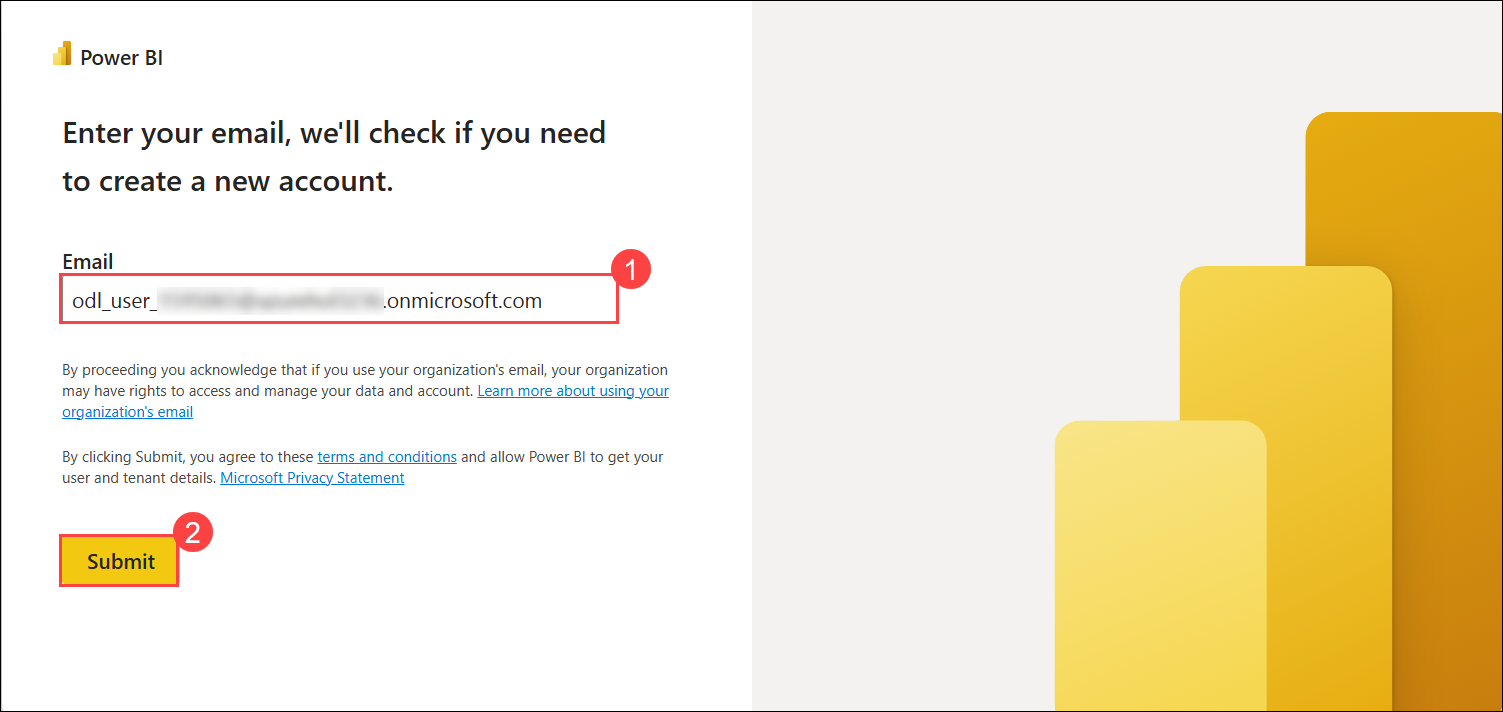 Power BI
Enter your email, we'll check if you need
to create a new account.
Email
1
odl_user_ .onmicrosoft.com
By proceeding you acknowledge that if you use your organization's email, your organization
may have rights to access and manage your data and account. Learn more about using your
organization's email
By clicking Submit, you agree to these terms and conditions and allow Power BI to get your
user and tenant details. Microsoft Privacy Statement
2
Submit